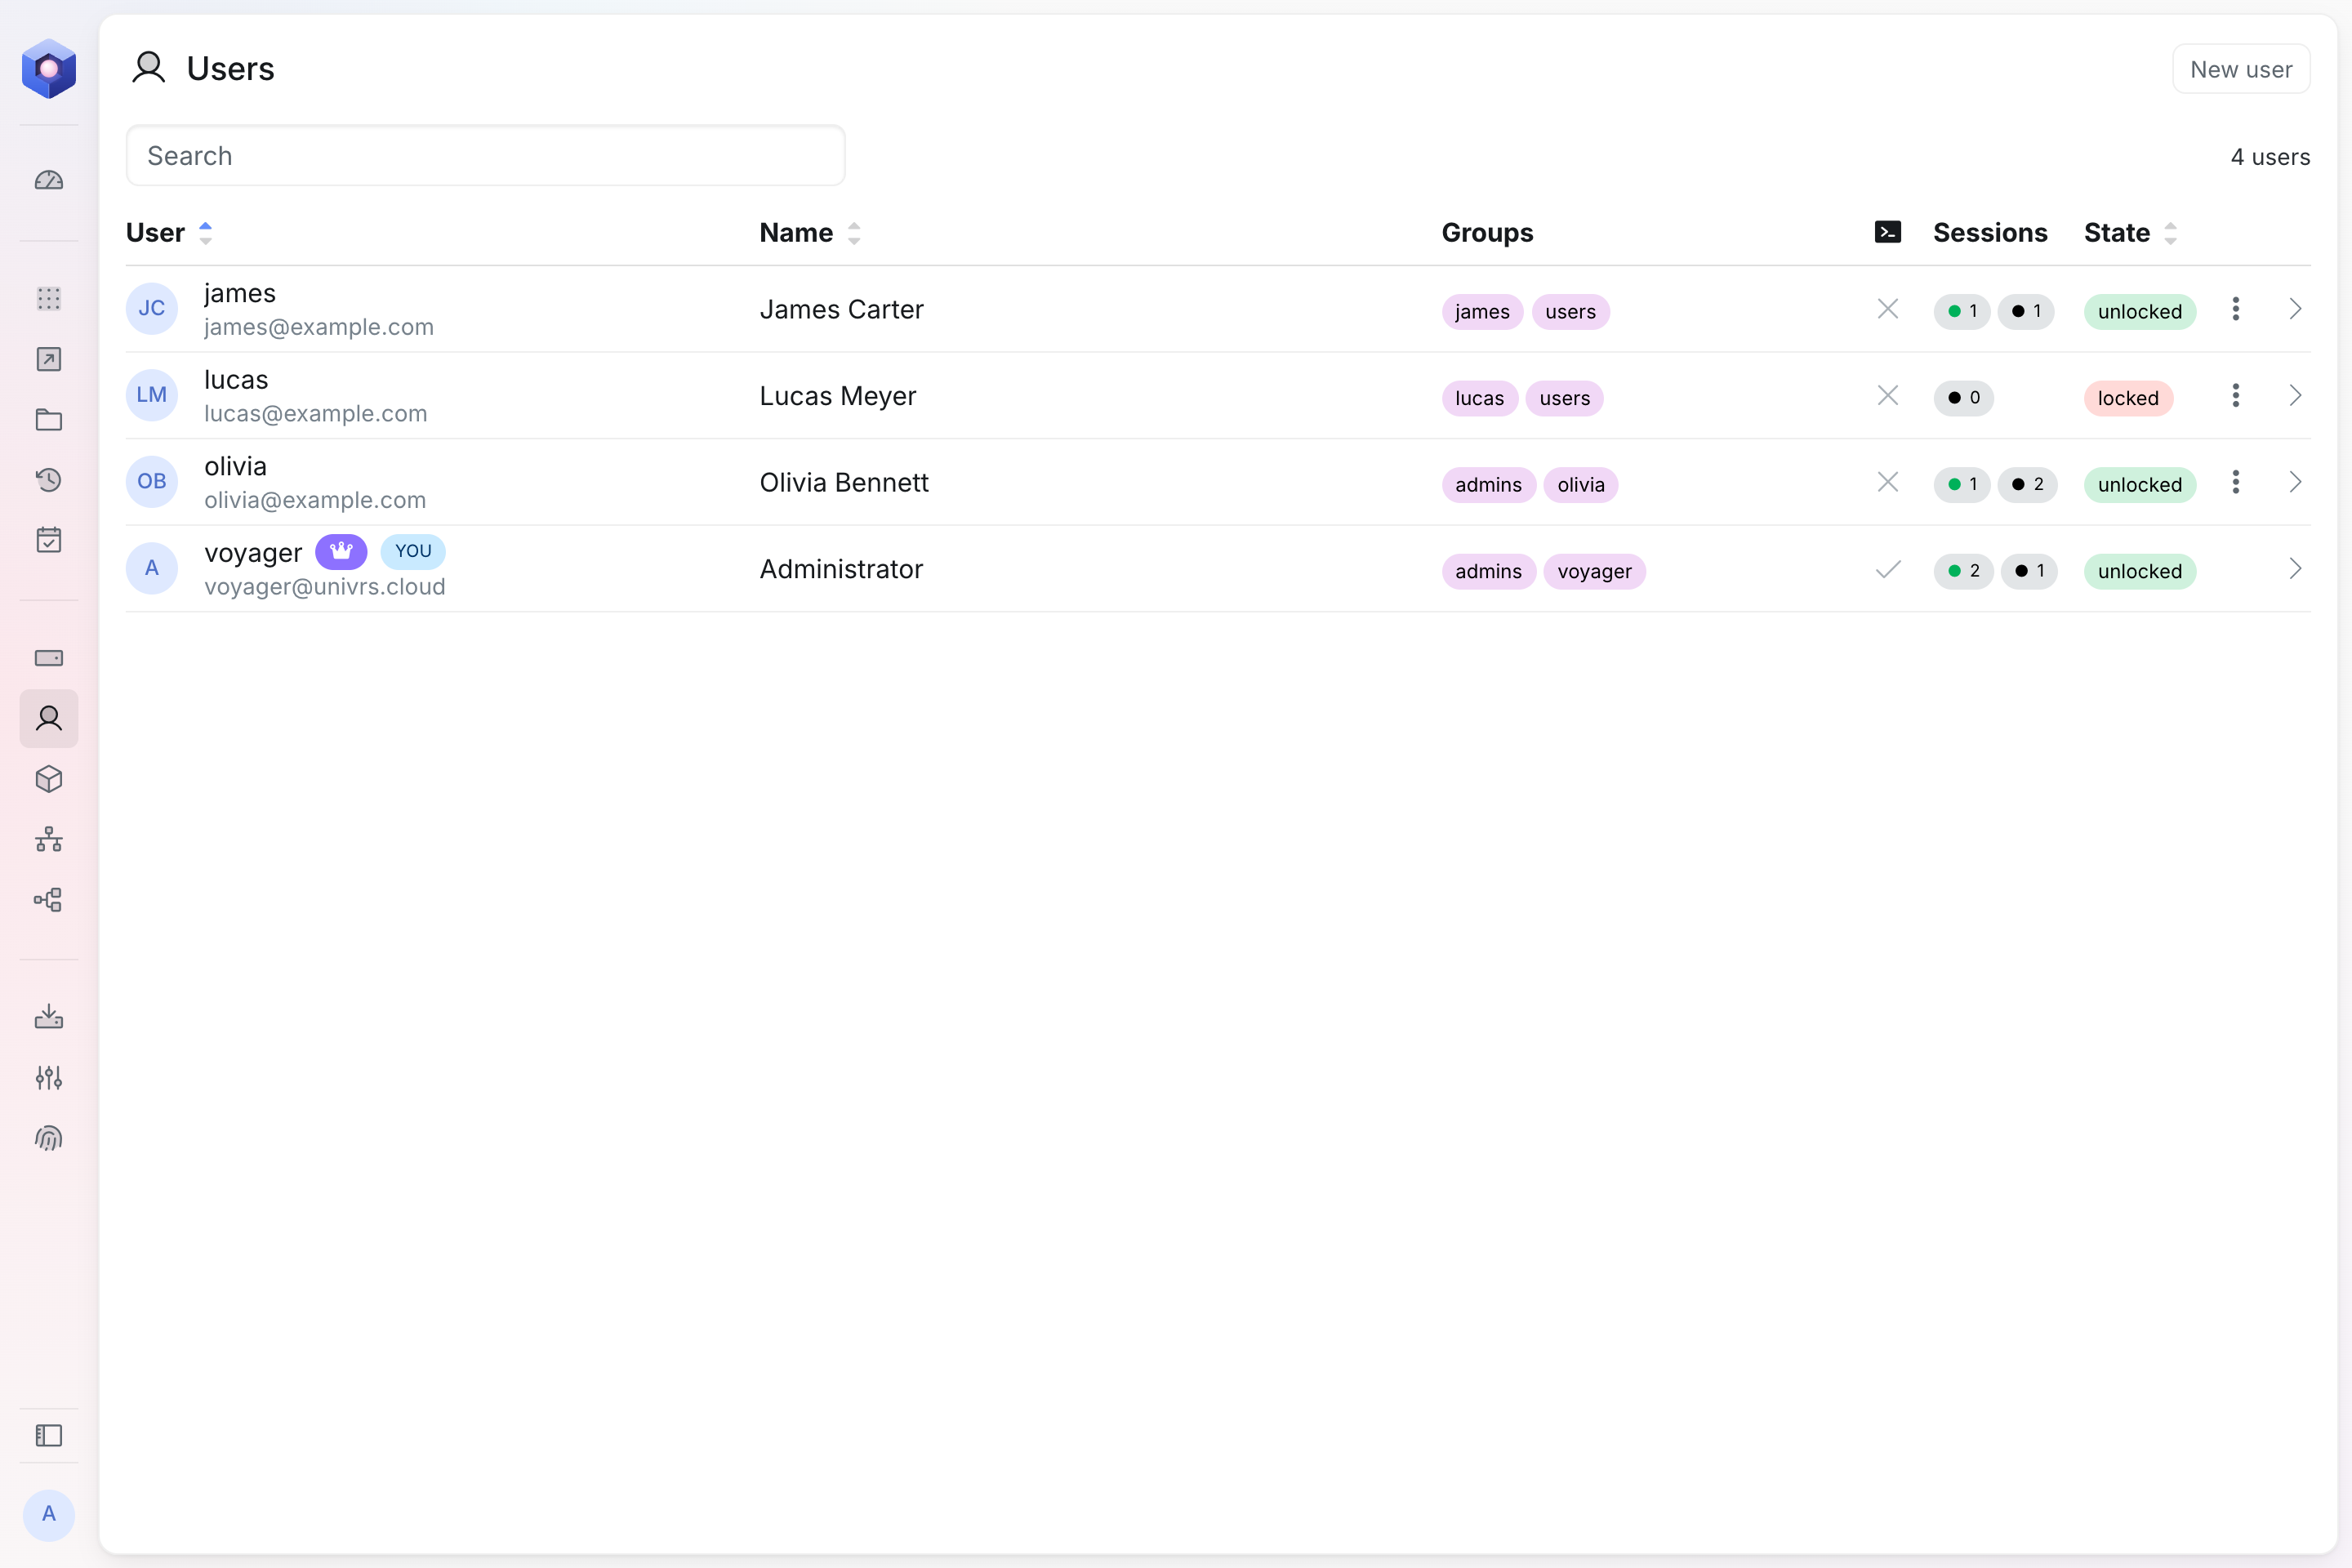 Users
New user
Search
4 users
User Name Groups Sessions State
JC james james@example.com James Carter james users 1 1 unlocked
LM lucas lucas@example.com Lucas Meyer lucas users 0 locked
OB olivia olivia@example.com Olivia Bennett admins olivia 1 2 unlocked
A voyager YOU voyager@univrs.cloud Administrator admins voyager 2 1 unlocked
A